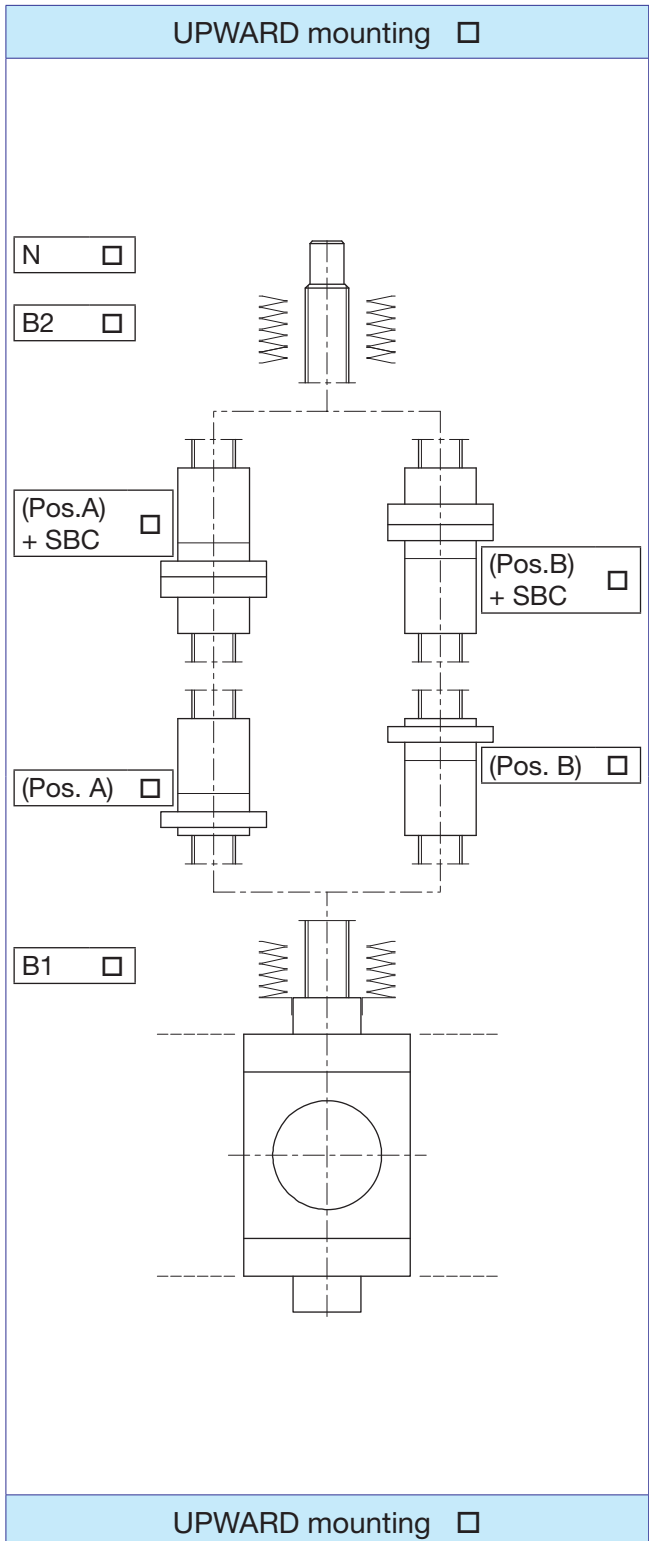 UPWARD mounting □
N □
B2 □
(Pos.A)
+ SBC □
(Pos.B)
+ SBC □
(Pos. A) □
(Pos. B) □
B1 □
UPWARD mounting □